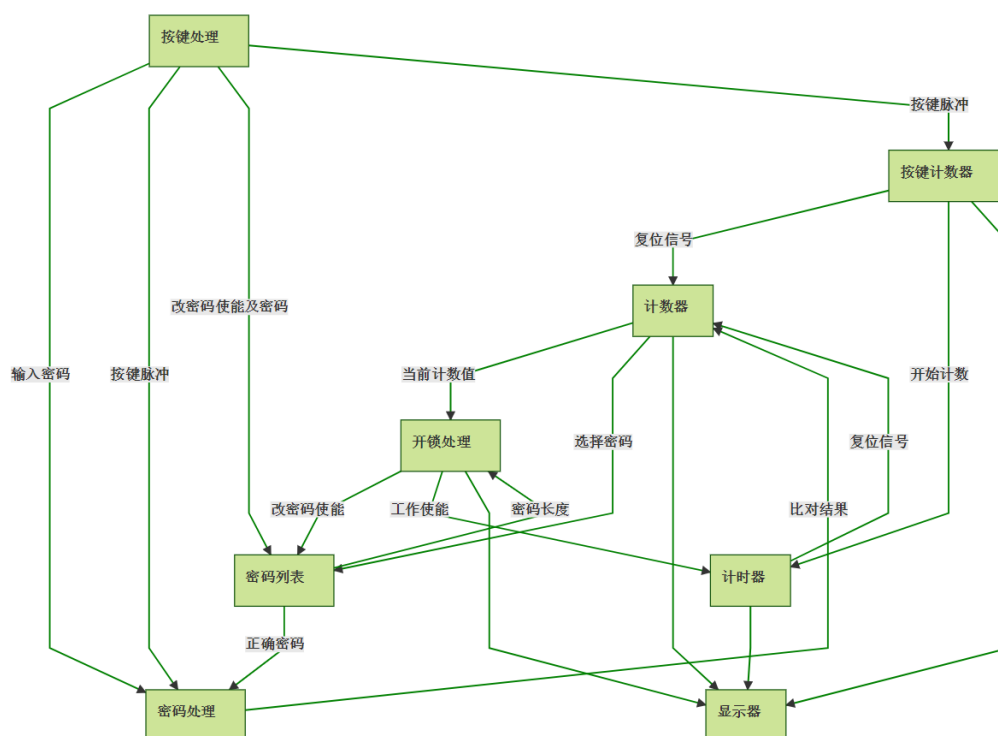 按键处理
按键脉冲
按键计数器
复位信号
改密码使能及密码
计数器
输入密码
按键脉冲
当前计数值
开始计数
开锁处理
选择密码
复位信号
改密码使能
工作使能
密码长度
比对结果
密码列表
计时器
正确密码
密码处理
显示器